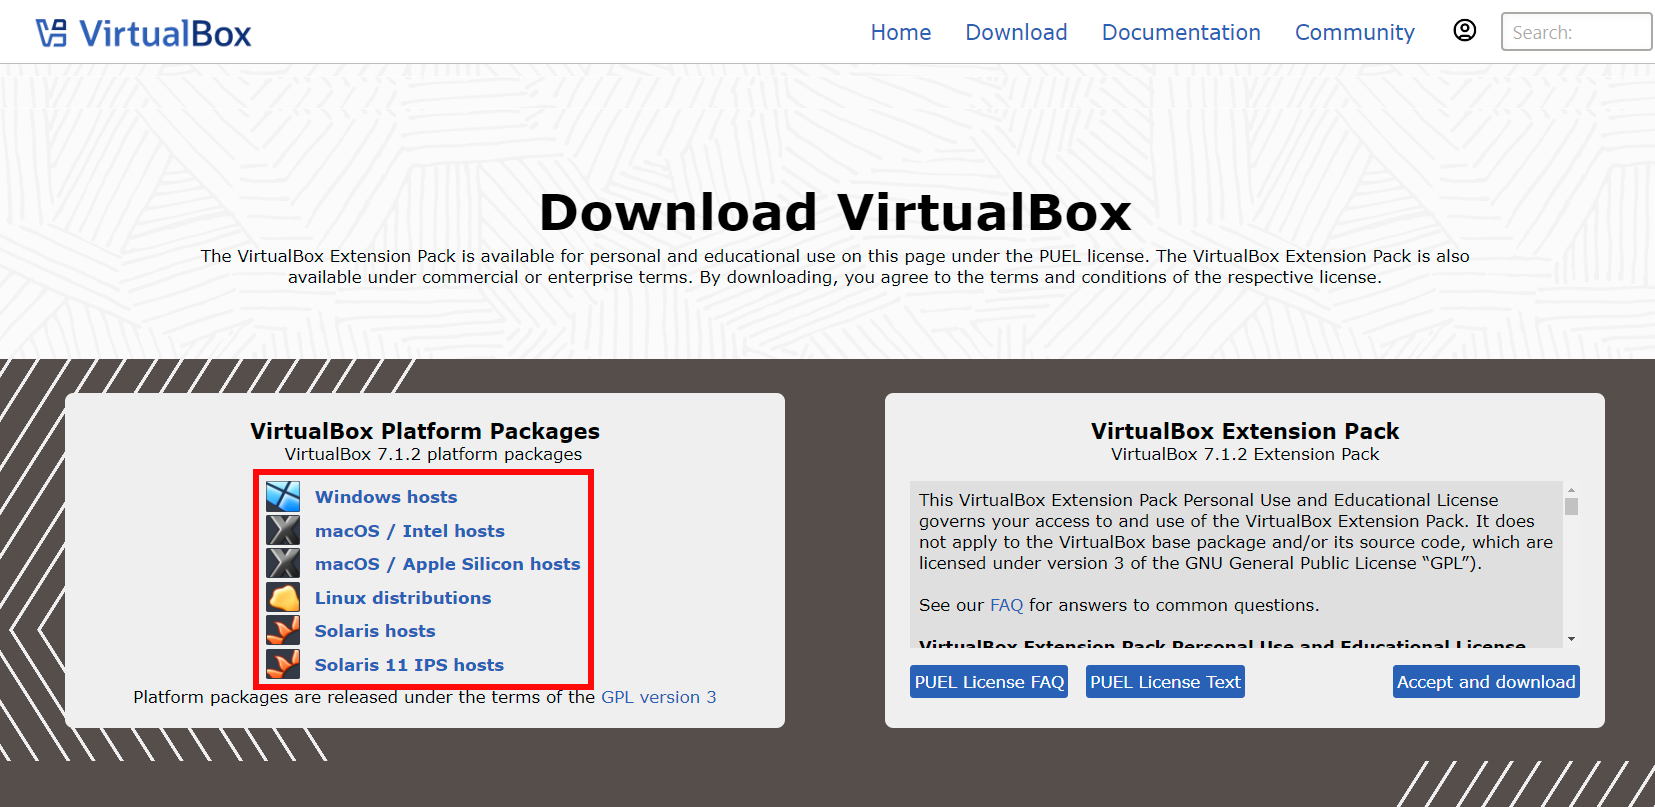 VirtualBox
Home
Download
Documentation
Community
Search:
Download VirtualBox
The VirtualBox Extension Pack is available for personal and educational use on this page under the PUEL license. The VirtualBox Extension Pack is also
available under commercial or enterprise terms. By downloading, you agree to the terms and conditions of the respective license.
VirtualBox Platform Packages
VirtualBox 7.1.2 platform packages
Windows hosts
macOS / Intel hosts
macOS / Apple Silicon hosts
Linux distributions
Solaris hosts
Solaris 11 IPS hosts
Platform packages are released under the terms of the GPL version 3
VirtualBox Extension Pack
VirtualBox 7.1.2 Extension Pack
This VirtualBox Extension Pack Personal Use and Educational License
governs your access to and use of the VirtualBox Extension Pack. It does
not apply to the VirtualBox base package and/or its source code, which are
licensed under version 3 of the GNU General Public License “GPL”).
See our FAQ for answers to common questions.
VirtualBox Extension Pack Personal Use and Educational License
PUEL License FAQ
PUEL License Text
Accept and download